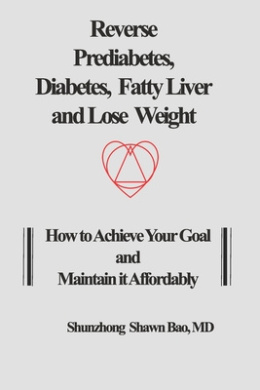 Reverse
Prediabetes,
Diabetes, Fatty Liver
and Lose Weight
How to Achieve Your Goal
and
Maintain it Affordably
Shunzhong Shawn Bao, MD